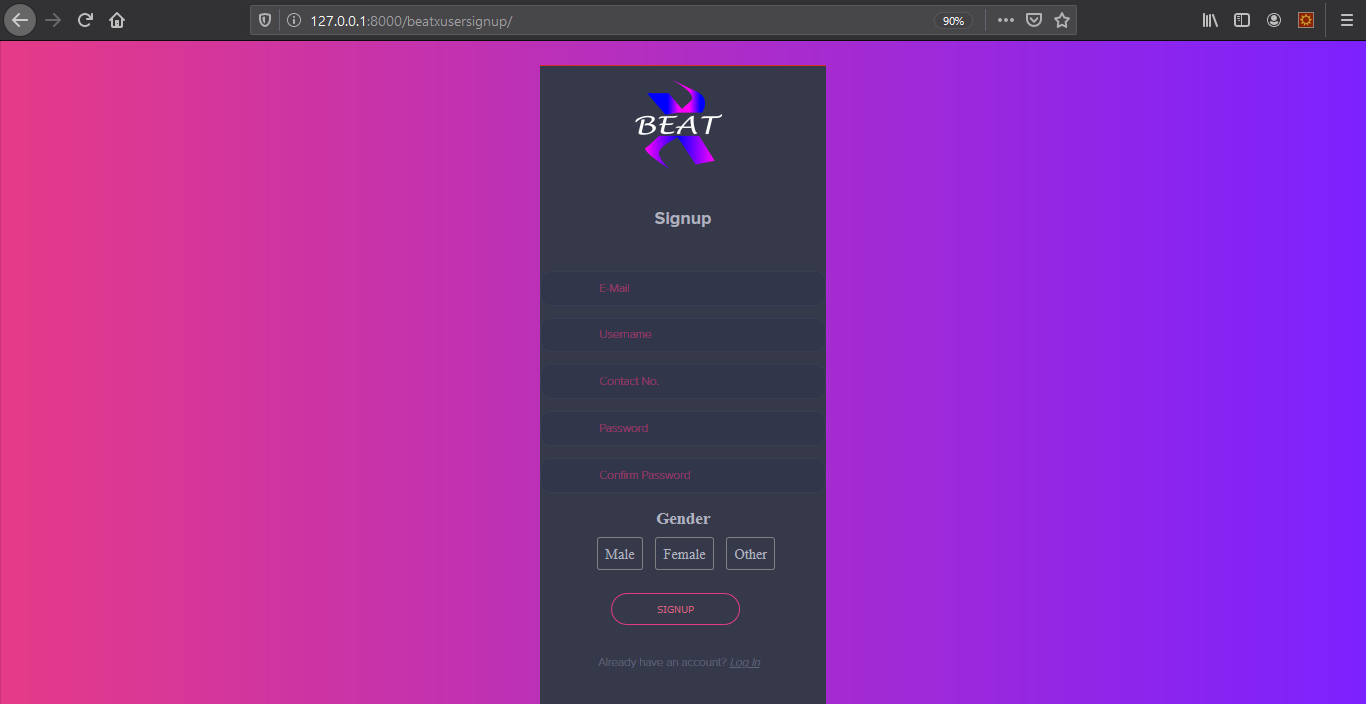 127.0.0.1:8000/beatxusersignup/ 90%
BEAT
Signup
E-Mail
Username
Contact No.
Password
Confirm Password
Gender
Male Female Other
SIGNUP
Already have an account? Log In